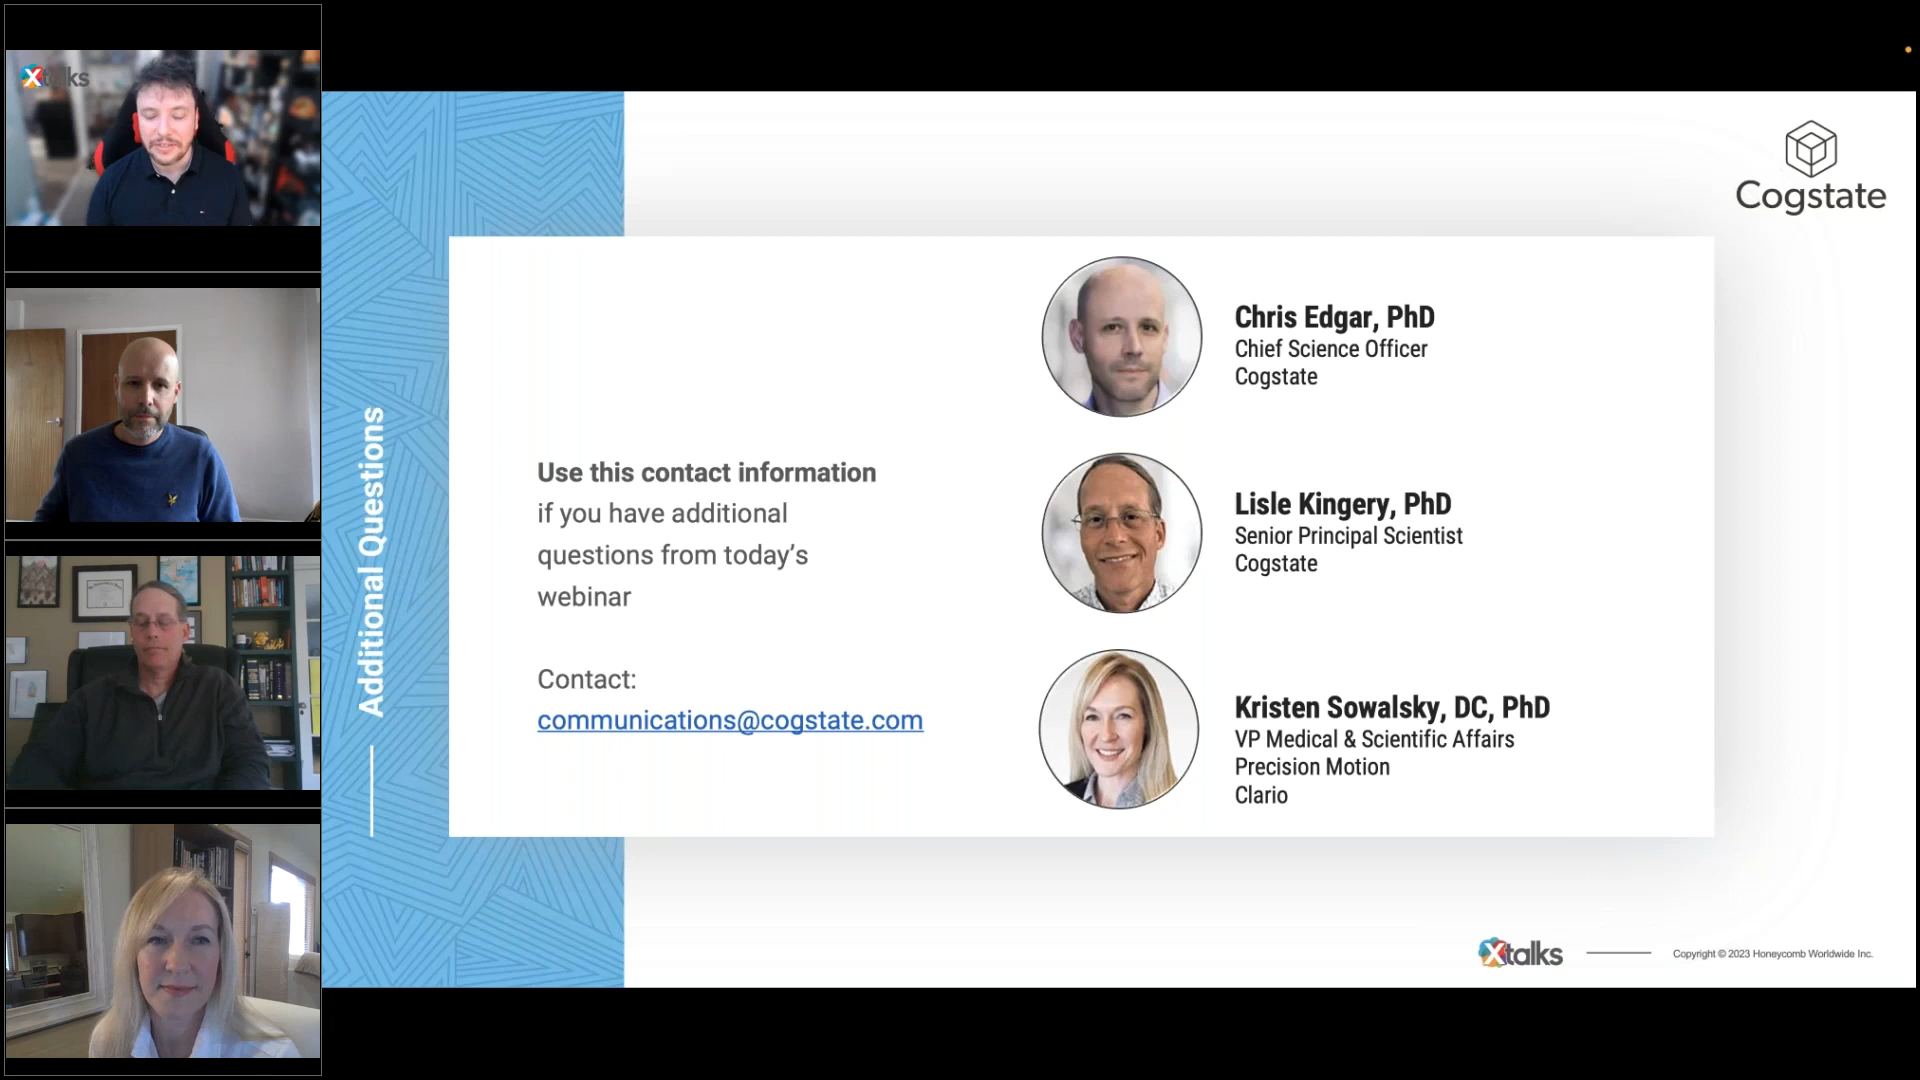 Xtalks
Cogstate
Additional Questions
Use this contact information
if you have additional
questions from today's
webinar
Contact:
communications@cogstate.com
Chris Edgar, PhD
Chief Science Officer
Cogstate
Lisle Kingery, PhD
Senior Principal Scientist
Cogstate
Kristen Sowalsky, DC, PhD
VP Medical & Scientific Affairs
Precision Motion
Clario
Xtalks
Copyright © 2023 Honeycomb Worldwide Inc.